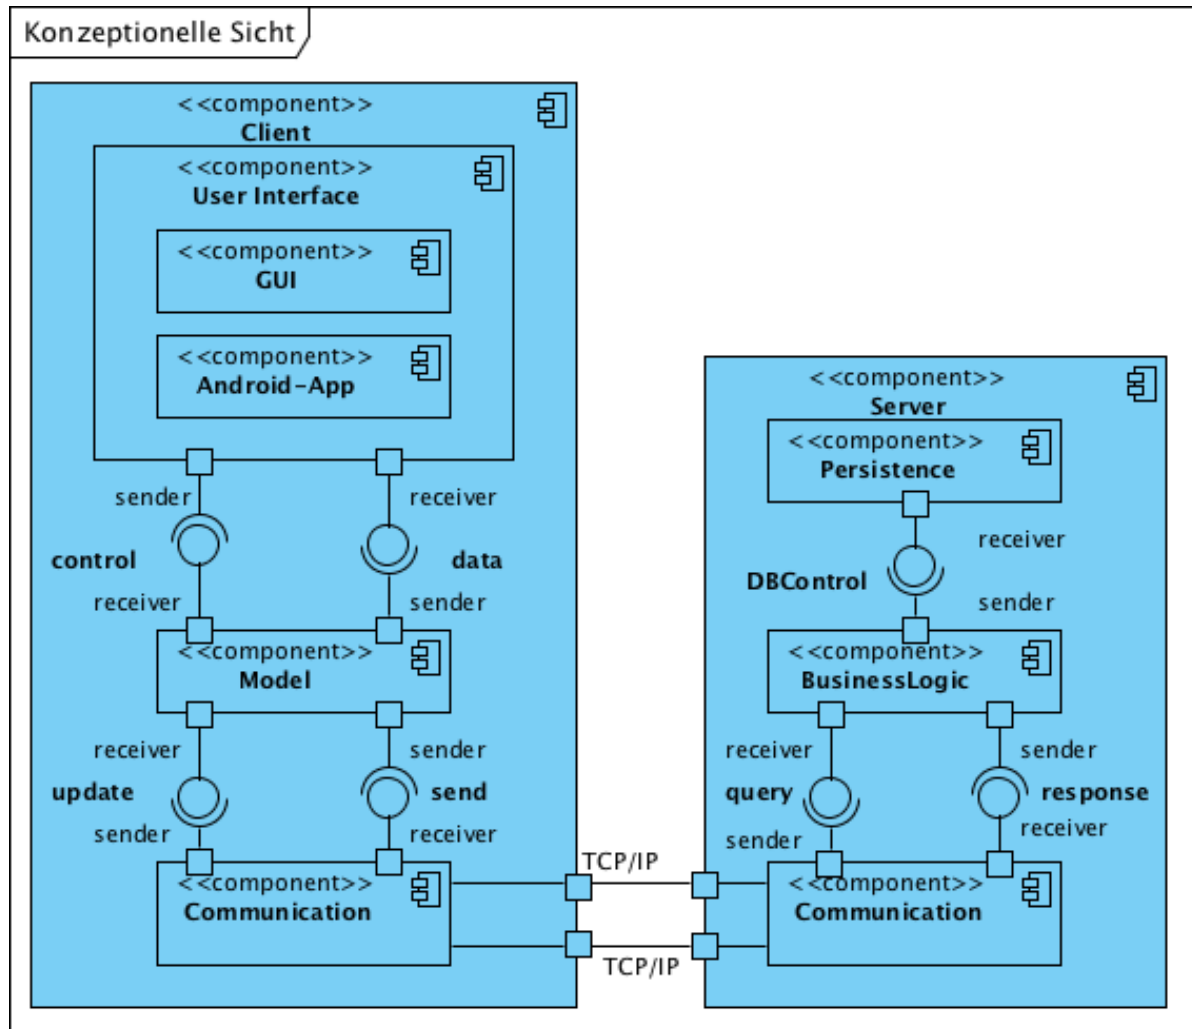 Konzeptionelle Sicht
<<component>>
Client
<<component>>
User Interface
<<component>>
GUI
<<component>>
Android-App
sender
receiver
control
data
receiver
sender
<<component>>
Model
receiver
sender
update
send
sender
receiver
<<component>>
Communication
TCP/IP
TCP/IP
<<component>>
Server
<<component>>
Persistence
receiver
DBControl
sender
<<component>>
BusinessLogic
receiver
sender
query
response
sender
receiver
<<component>>
Communication